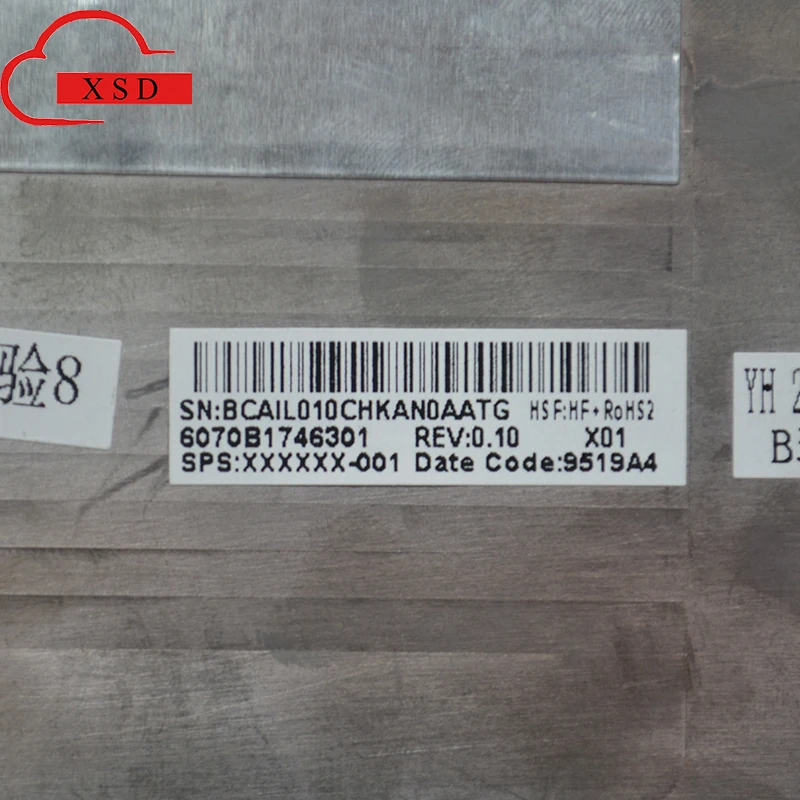 XSD
验8
SN:BCAIL010CHKAN0AATG HSF:HF+RoHS2
6070B1746301 REV:0.10 X01
SPS:XXXXXX-001 Date Code:9519A4
YH 2
B